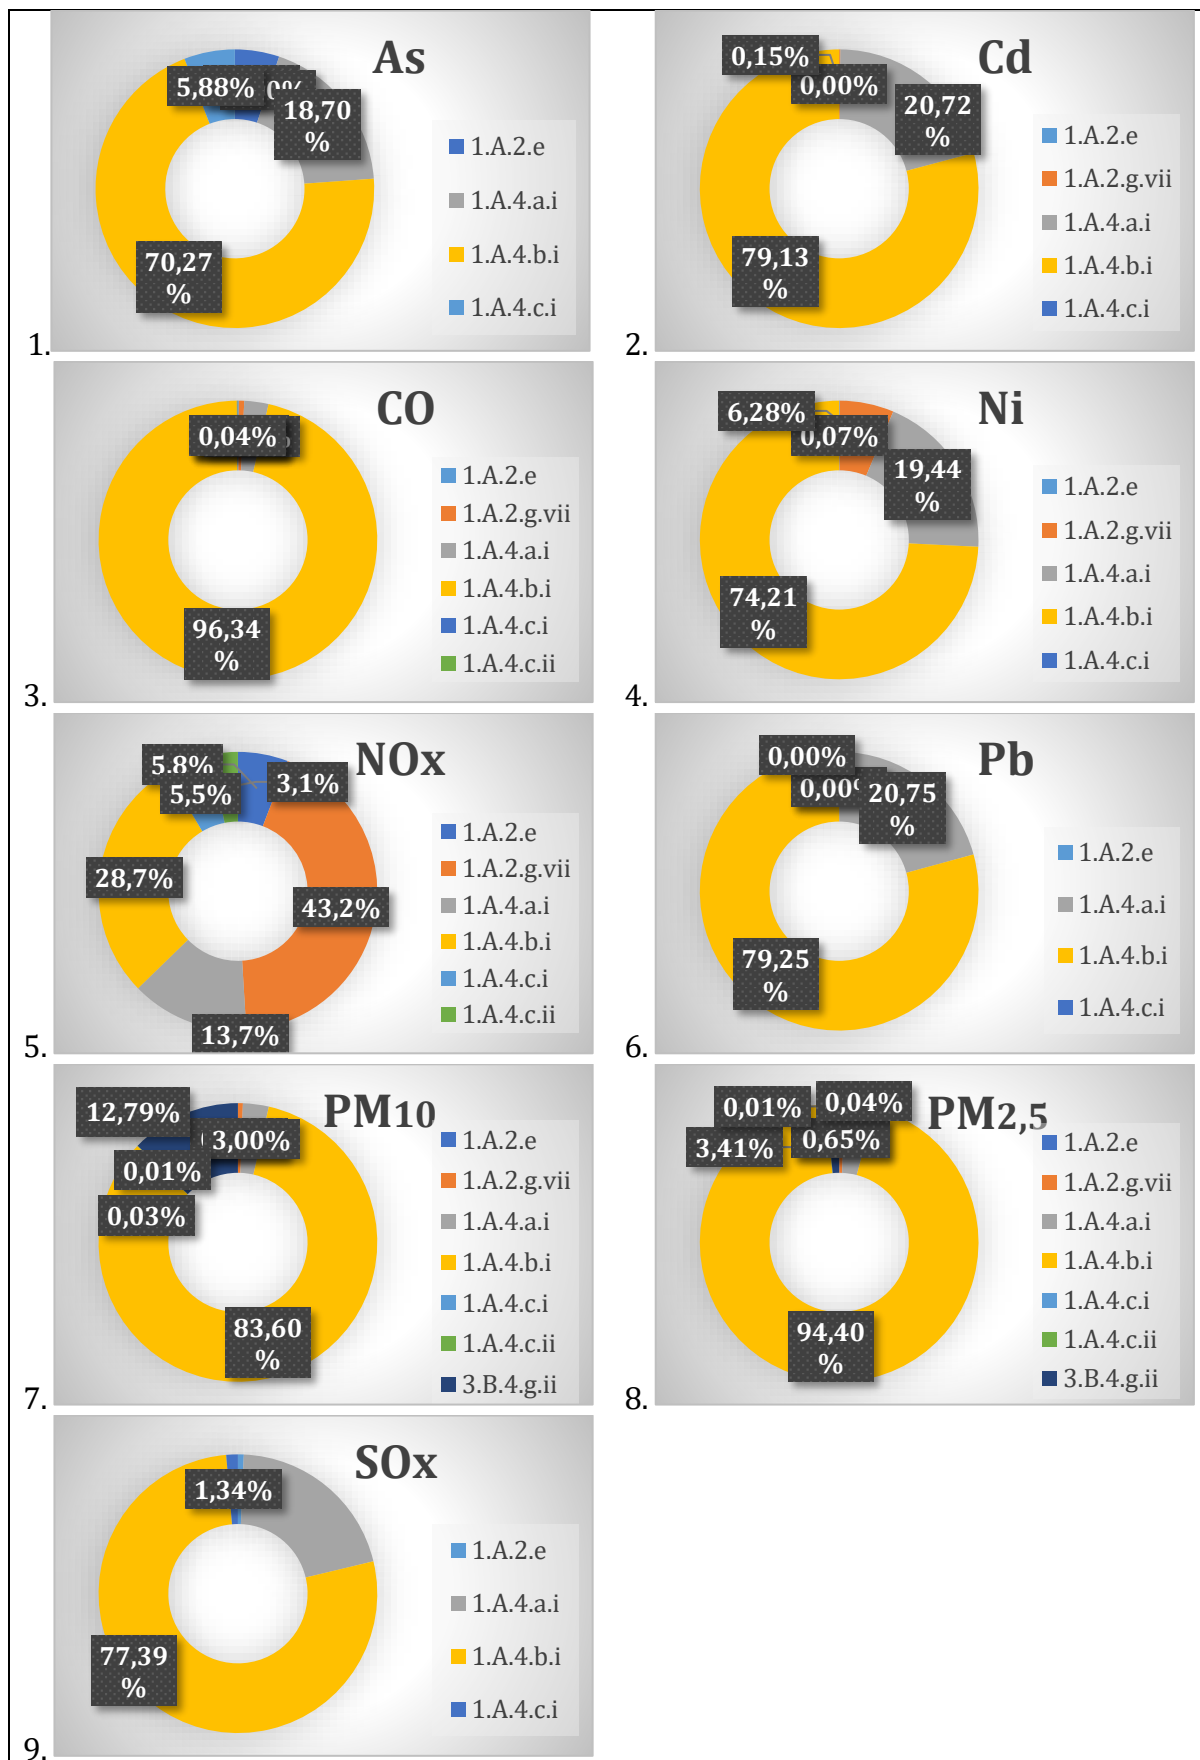 As
5,88%
18,70
%
70,27
%
1.A.2.e
1.A.4.a.i
1.A.4.b.i
1.A.4.c.i
1.
Cd
0,15%
0,00%
20,72
%
79,13
%
1.A.2.e
1.A.2.g.vii
1.A.4.a.i
1.A.4.b.i
1.A.4.c.i
2.
CO
0,04%
96,34
%
1.A.2.e
1.A.2.g.vii
1.A.4.a.i
1.A.4.b.i
1.A.4.c.i
1.A.4.c.ii
3.
Ni
6,28%
0,07%
19,44
%
74,21
%
1.A.2.e
1.A.2.g.vii
1.A.4.a.i
1.A.4.b.i
1.A.4.c.i
4.
NOx
5,8%
5,5%
3,1%
28,7%
43,2%
13,7%
1.A.2.e
1.A.2.g.vii
1.A.4.a.i
1.A.4.b.i
1.A.4.c.i
1.A.4.c.ii
5.
Pb
0,00%
20,75
%
79,25
%
1.A.2.e
1.A.4.a.i
1.A.4.b.i
1.A.4.c.i
6.
PM10
12,79%
3,00%
0,01%
0,03%
83,60
%
1.A.2.e
1.A.2.g.vii
1.A.4.a.i
1.A.4.b.i
1.A.4.c.i
1.A.4.c.ii
3.B.4.g.ii
7.
PM2,5
0,01%
0,04%
3,41%
0,65%
94,40
%
1.A.2.e
1.A.2.g.vii
1.A.4.a.i
1.A.4.b.i
1.A.4.c.i
1.A.4.c.ii
3.B.4.g.ii
8.
SOx
1,34%
77,39
%
1.A.2.e
1.A.4.a.i
1.A.4.b.i
1.A.4.c.i
9.